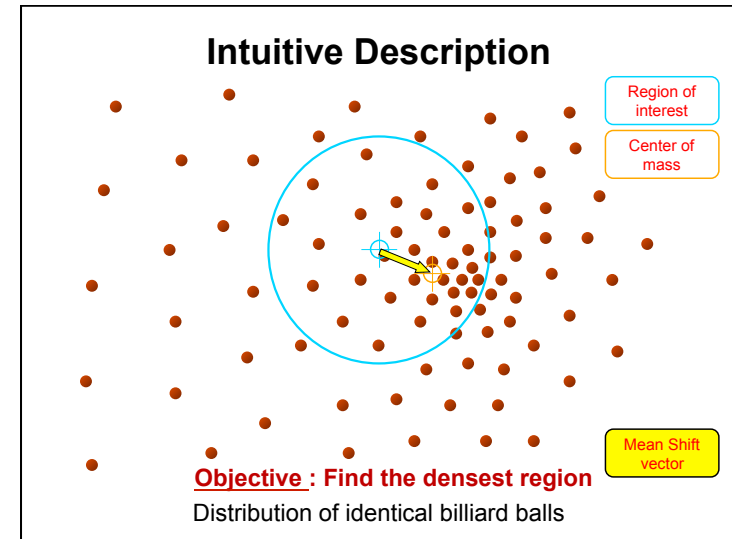 Intuitive Description
Region of
interest
Center of
mass
Mean Shift
vector
Objective : Find the densest region
Distribution of identical billiard balls